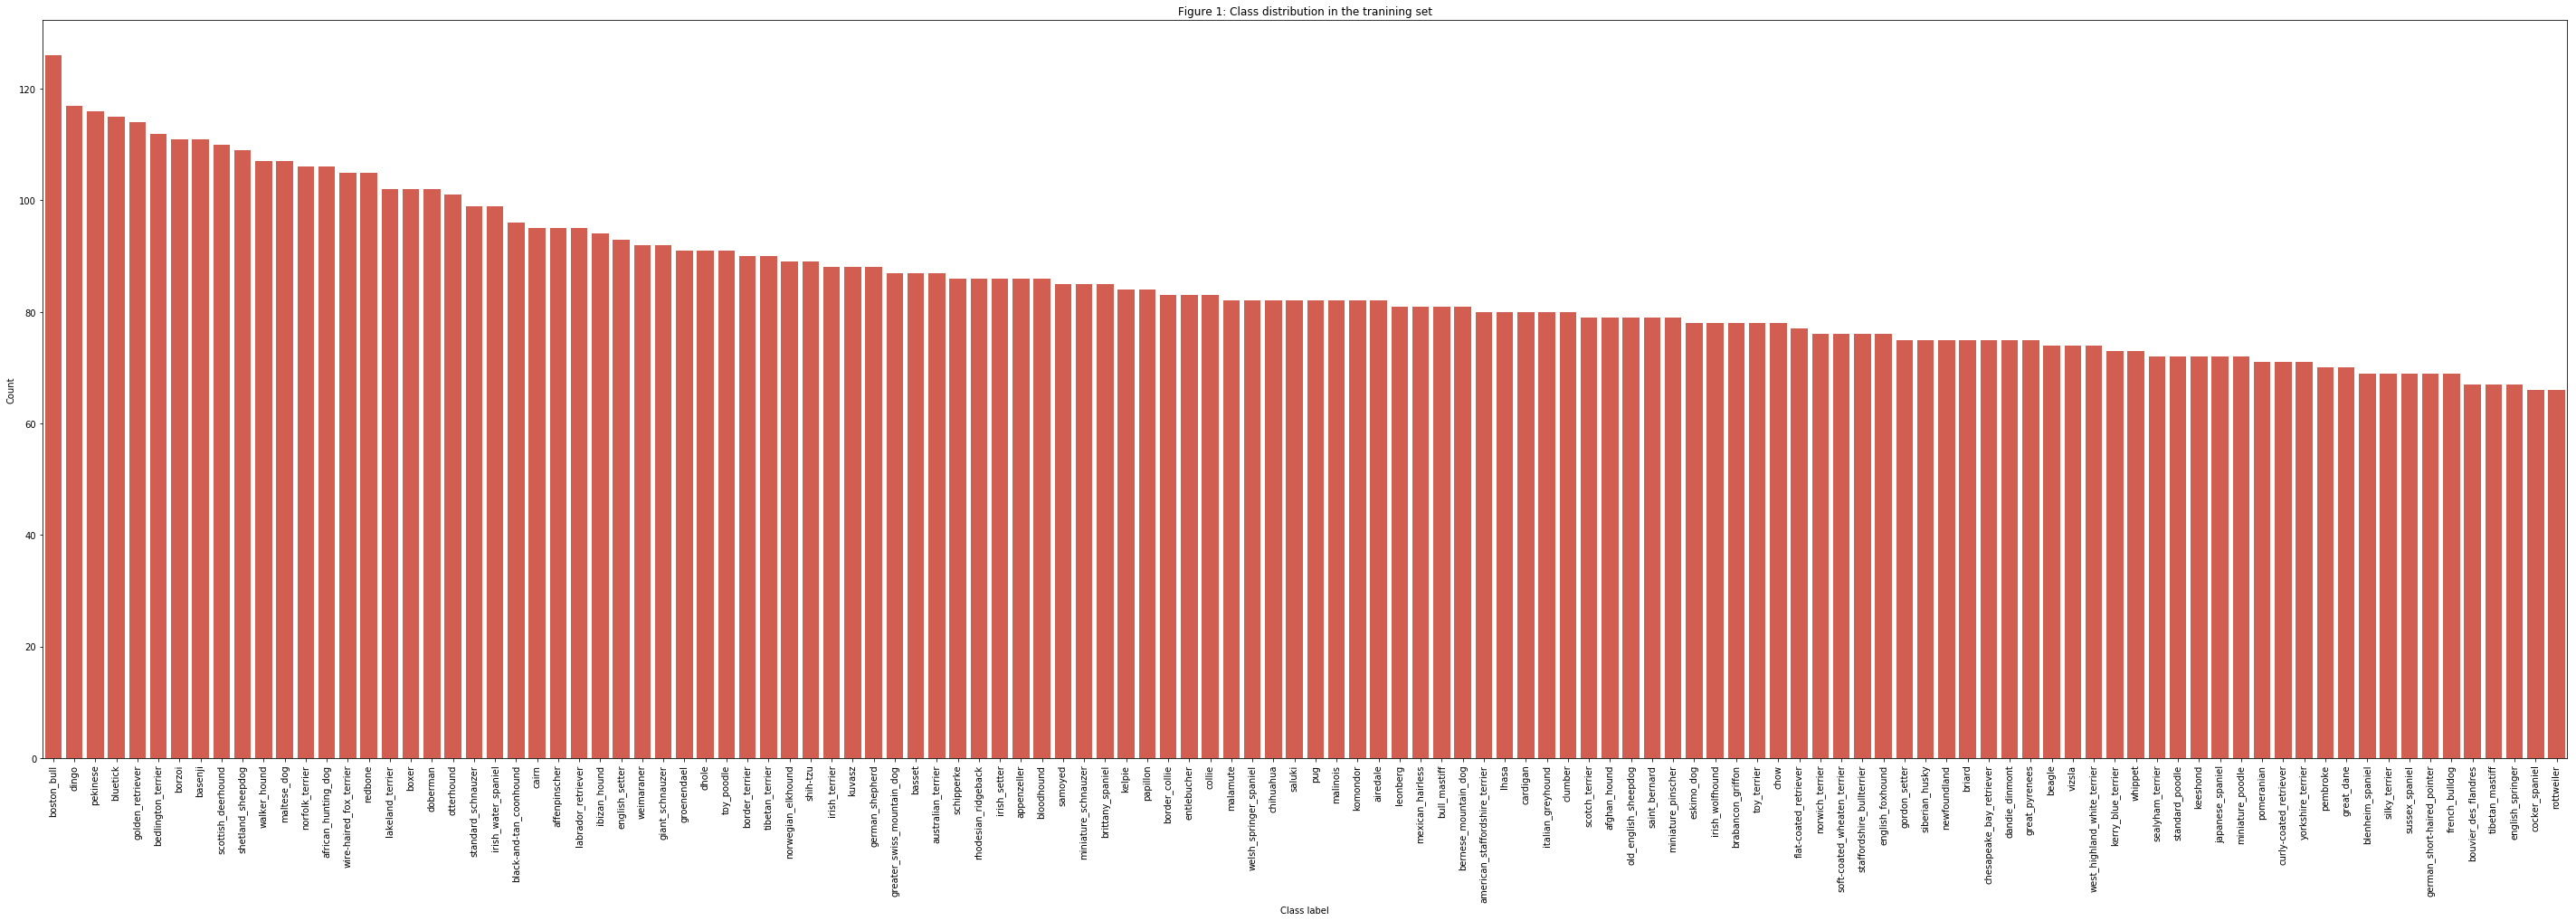 Figure 1: Class distribution in the tranining set
120
100
80
60
40
20
0
Count
boston_bull
dingo
pekinese
bluetick
golden_retriever
bedlington_terrier
borzoi
basenji
scottish_deerhound
shetland_sheepdog
walker_hound
maltese_dog
norfolk_terrier
african_hunting_dog
wire-haired_fox_terrier
redbone
lakeland_terrier
boxer
doberman
otterhound
standard_schnauzer
irish_water_spaniel
black-and-tan_coonhound
cairn
affenpinscher
labrador_retriever
ibizan_hound
english_setter
weimaraner
giant_schnauzer
groenendael
dhole
toy_poodle
border_terrier
tibetan_terrier
norwegian_elkhound
shih-tzu
irish_terrier
kuvasz
german_shepherd
greater_swiss_mountain_dog
basset
australian_terrier
schipperke
rhodesian_ridgeback
irish_setter
appenzeller
bloodhound
samoyed
miniature_schnauzer
brittany_spaniel
kelpie
papillon
border_collie
entlebucher
collie
malamute
welsh_springer_spaniel
chihuahua
saluki
pug
malinois
komondor
airedale
leonberg
mexican_hairless
bull_mastiff
bernese_mountain_dog
american_staffordshire_terrier
lhasa
cardigan
italian_greyhound
clumber
scotch_terrier
afghan_hound
old_english_sheepdog
saint_bernard
miniature_pinscher
eskimo_dog
irish_wolfhound
brabancon_griffon
toy_terrier
chow
flat-coated_retriever
norwich_terrier
soft-coated_wheaten_terrier
staffordshire_bullterrier
english_foxhound
gordon_setter
siberian_husky
newfoundland
briard
chesapeake_bay_retriever
dandie_dinmont
great_pyrenees
beagle
vizsla
west_highland_white_terrier
kerry_blue_terrier
whippet
sealyham_terrier
standard_poodle
keeshond
japanese_spaniel
miniature_poodle
pomeranian
curly-coated_retriever
yorkshire_terrier
pembroke
great_dane
blenheim_spaniel
silky_terrier
sussex_spaniel
german_short-haired_pointer
french_bulldog
bouvier_des_flandres
tibetan_mastiff
english_springer
cocker_spaniel
rottweiler
Class label